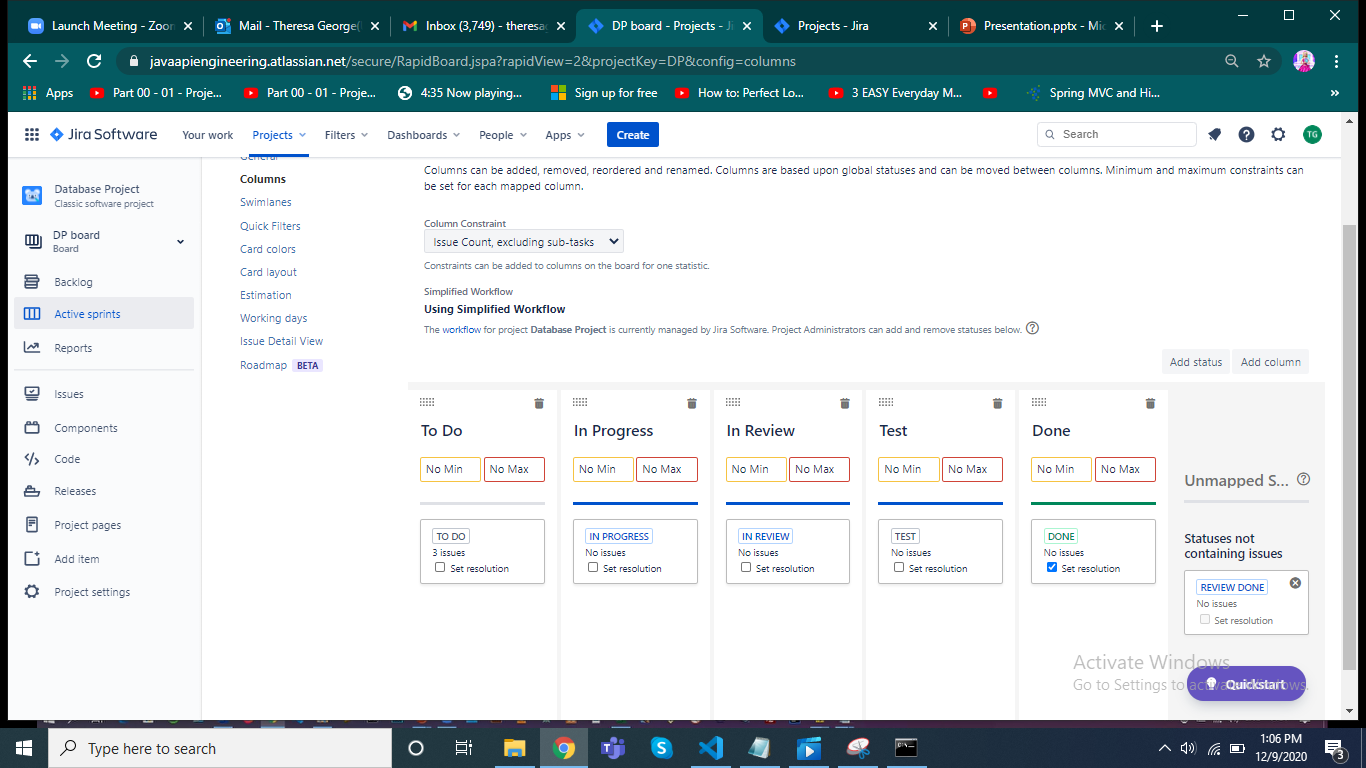 Launch Meeting - Zoon
Mail - Theresa George(
Inbox (3,749) - theresag
DP board - Projects - Ji
Projects - Jira
Presentation.pptx - Mic
javaapiengineering.atlassian.net/secure/RapidBoard.jspa?rapidView=2&projectKey=DP&config=columns
Apps
Part 00 - 01 - Proje...
Part 00 - 01 - Proje...
4:35 Now playing...
Sign up for free
How to: Perfect Lo...
3 EASY Everyday M...
Spring MVC and Hi...
»
Jira Software
Your work
Projects
Filters
Dashboards
People
Apps
Create
Search
TG
Database Project
Classic software project
DP board
Board
Backlog
Active sprints
Reports
Issues
Components
Code
Releases
Project pages
Add item
Project settings
General
Columns
Swimlanes
Quick Filters
Card colors
Card layout
Estimation
Working days
Issue Detail View
Roadmap BETA
Columns can be added, removed, reordered and renamed. Columns are based upon global statuses and can be moved between columns. Minimum and maximum constraints can
be set for each mapped column.
Column Constraint
Issue Count, excluding sub-tasks
Constraints can be added to columns on the board for one statistic.
Simplified Workflow
Using Simplified Workflow
The workflow for project Database Project is currently managed by Jira Software. Project Administrators can add and remove statuses below.
Add status
Add column
To Do
No Min
No Max
TO DO
3 issues
Set resolution
In Progress
No Min
No Max
IN PROGRESS
No issues
Set resolution
In Review
No Min
No Max
IN REVIEW
No issues
Set resolution
Test
No Min
No Max
TEST
No issues
Set resolution
Done
No Min
No Max
DONE
No issues
Set resolution
Unmapped S...
Statuses not
containing issues
REVIEW DONE
No issues
Set resolution
Activate Windows
Go to Settings to activate Windows.
Quickstart
Type here to search
1:06 PM
12/9/2020
3